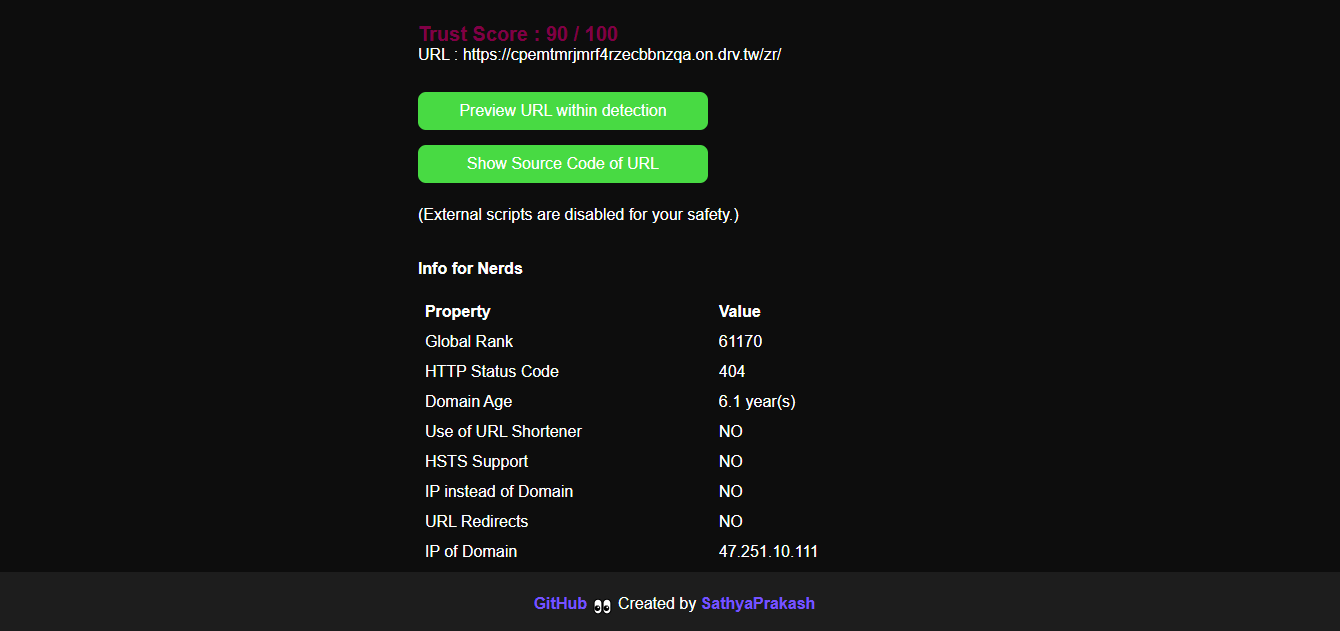 Trust Score : 90 / 100
URL : https://cpemtmrjmrf4rzecbbnzqa.on.drv.tw/zr/
Preview URL within detection
Show Source Code of URL
(External scripts are disabled for your safety.)
Info for Nerds
Property Value
Global Rank 61170
HTTP Status Code 404
Domain Age 6.1 year(s)
Use of URL Shortener NO
HSTS Support NO
IP instead of Domain NO
URL Redirects NO
IP of Domain 47.251.10.111
GitHub 👀 Created by SathyaPrakash